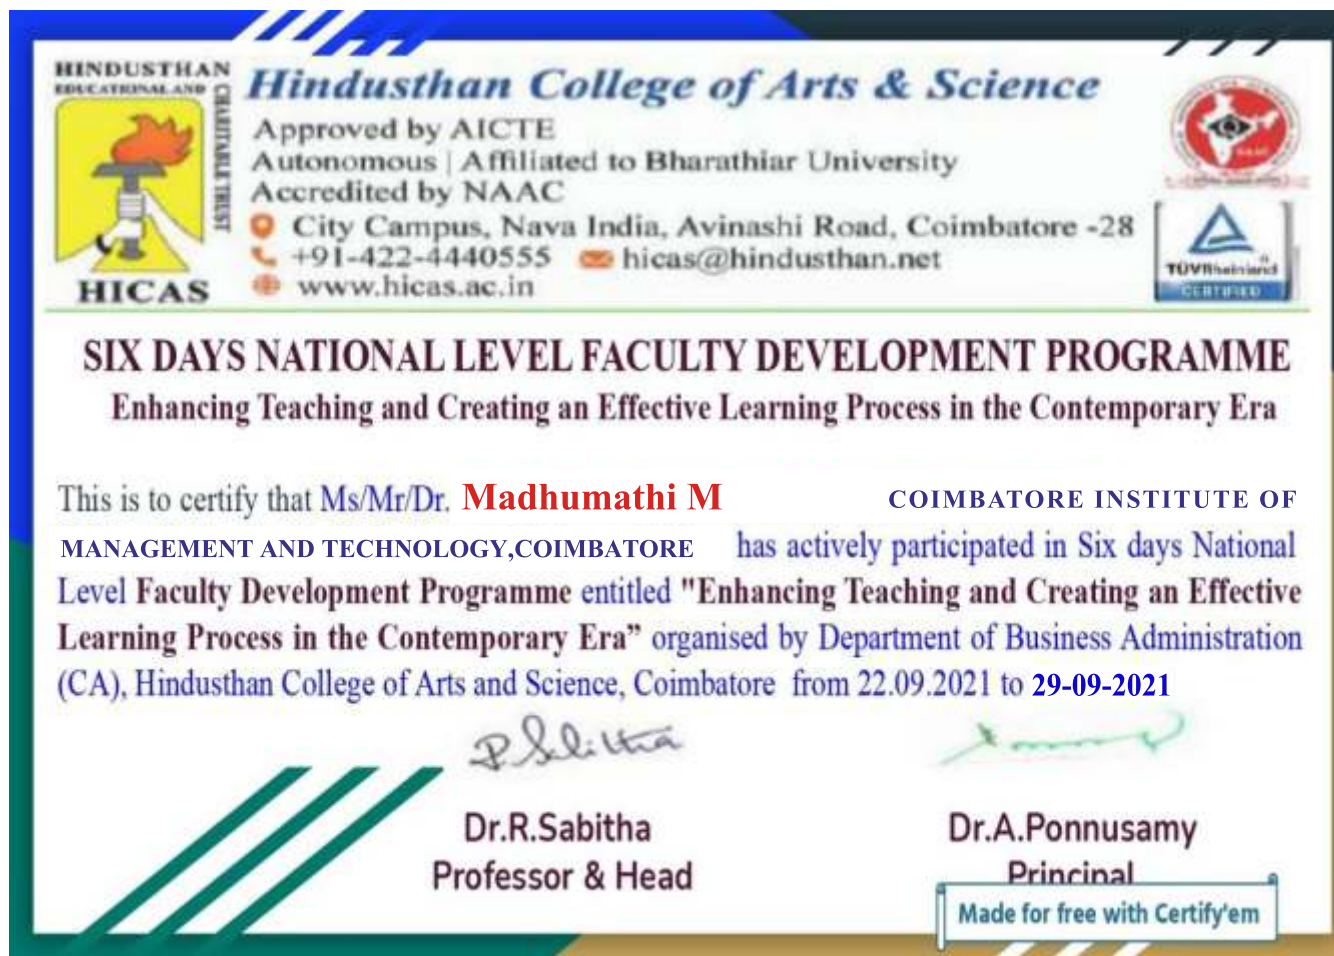 HINDUSTHAN
EDUCATIONAL AND
CHARITABLE TRUST
HICAS
Hindusthan College of Arts & Science
Approved by AICTE
Autonomous | Affiliated to Bharathiar University
Accredited by NAAC
City Campus, Nava India, Avinashi Road, Coimbatore -28
+91-422-4440555 hicas@hindusthan.net
www.hicas.ac.in
NAAC
TÜVRheinland
CERTIFIED
SIX DAYS NATIONAL LEVEL FACULTY DEVELOPMENT PROGRAMME
Enhancing Teaching and Creating an Effective Learning Process in the Contemporary Era
This is to certify that Ms/Mr/Dr. Madhumathi M COIMBATORE INSTITUTE OF
MANAGEMENT AND TECHNOLOGY,COIMBATORE has actively participated in Six days National
Level Faculty Development Programme entitled "Enhancing Teaching and Creating an Effective
Learning Process in the Contemporary Era” organised by Department of Business Administration
(CA), Hindusthan College of Arts and Science, Coimbatore from 22.09.2021 to 29-09-2021
Dr.R.Sabitha
Professor & Head
Dr.A.Ponnusamy
Principal
Made for free with Certify'em